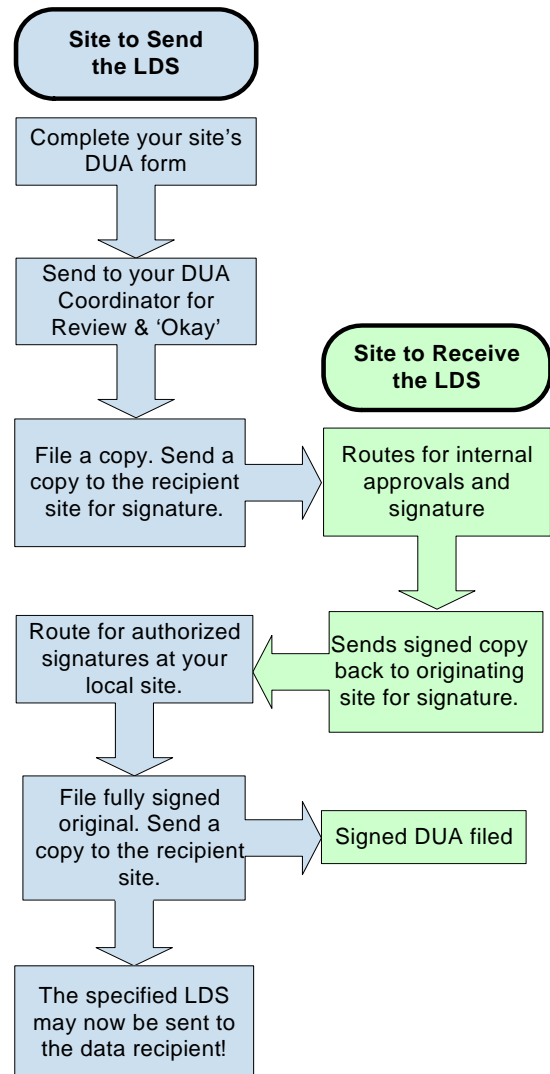 Site to Send
the LDS
Complete your site's
DUA form
Send to your DUA
Coordinator for
Review & 'Okay'
Site to Receive
the LDS
File a copy. Send a
copy to the recipient
site for signature.
Routes for internal
approvals and
signature
Sends signed copy
back to originating
site for signature.
Route for authorized
signatures at your
local site.
File fully signed
original. Send a
copy to the recipient
site.
Signed DUA filed
The specified LDS
may now be sent to
the data recipient!